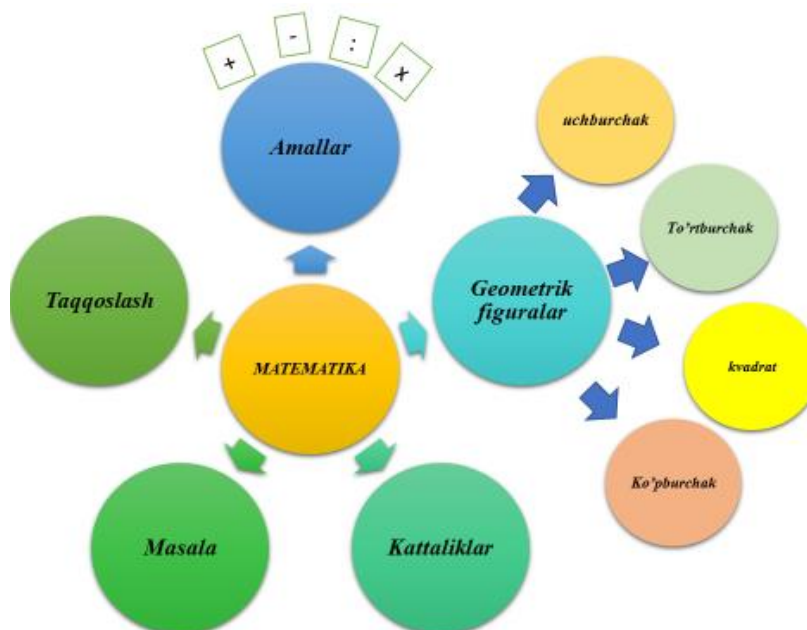 +
-
:
x
Amallar
uchburchak
To’rtburchak
Taqqoslash
Geometrik
figuralar
MATEMATIKA
kvadrat
Ko’pburchak
Masala
Kattaliklar